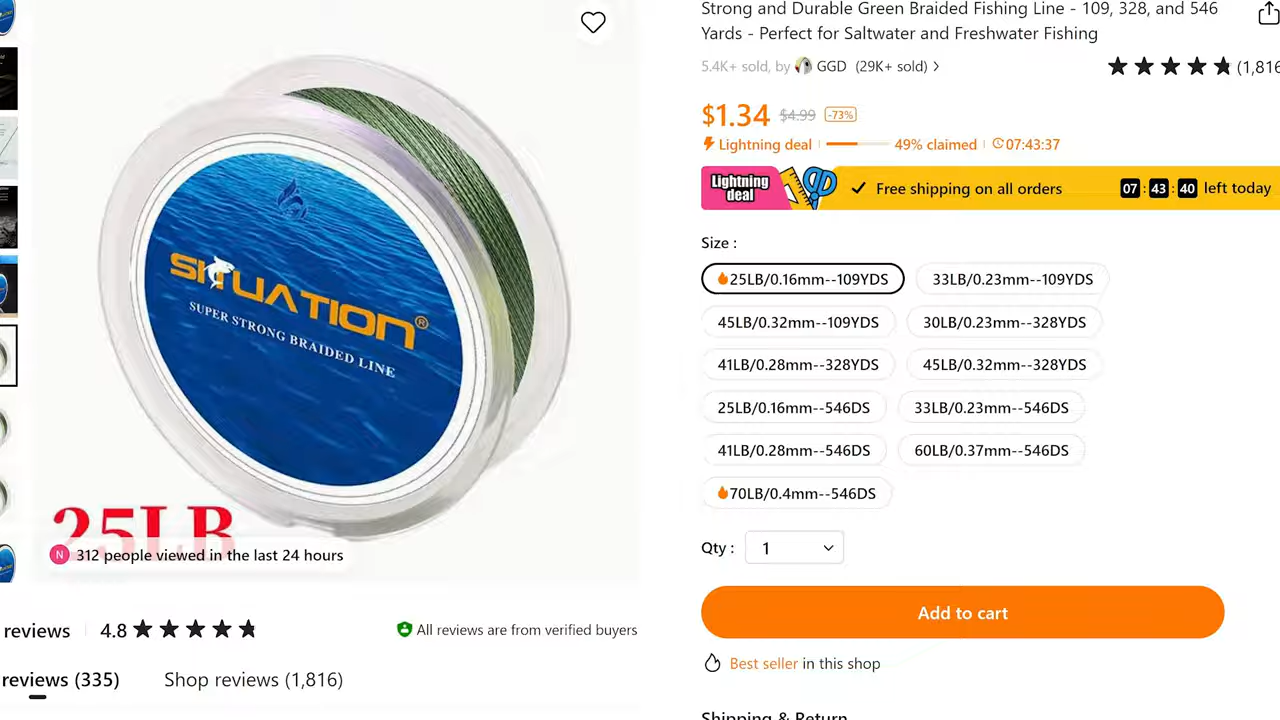 Strong and Durable Green Braided Fishing Line - 109, 328, and 546
Yards - Perfect for Saltwater and Freshwater Fishing
5.4K+ sold, by GGD (29K+ sold) >
(1,816
$1.34 $4.99 -73%
Lightning deal 49% claimed 07:43:37
Lightning
deal
Free shipping on all orders 07:43:40 left today
Size :
25LB/0.16mm--109YDS
33LB/0.23mm--109YDS
45LB/0.32mm--109YDS
30LB/0.23mm--328YDS
41LB/0.28mm--328YDS
45LB/0.32mm--328YDS
25LB/0.16mm--546DS
33LB/0.23mm--546DS
41LB/0.28mm--546DS
60LB/0.37mm--546DS
70LB/0.4mm--546DS
Qty : 1
Add to cart
Best seller in this shop
Shipping & Return
SITUATION®
SUPER STRONG BRAIDED LINE
25LB
N 312 people viewed in the last 24 hours
reviews 4.8
All reviews are from verified buyers
reviews (335) Shop reviews (1,816)